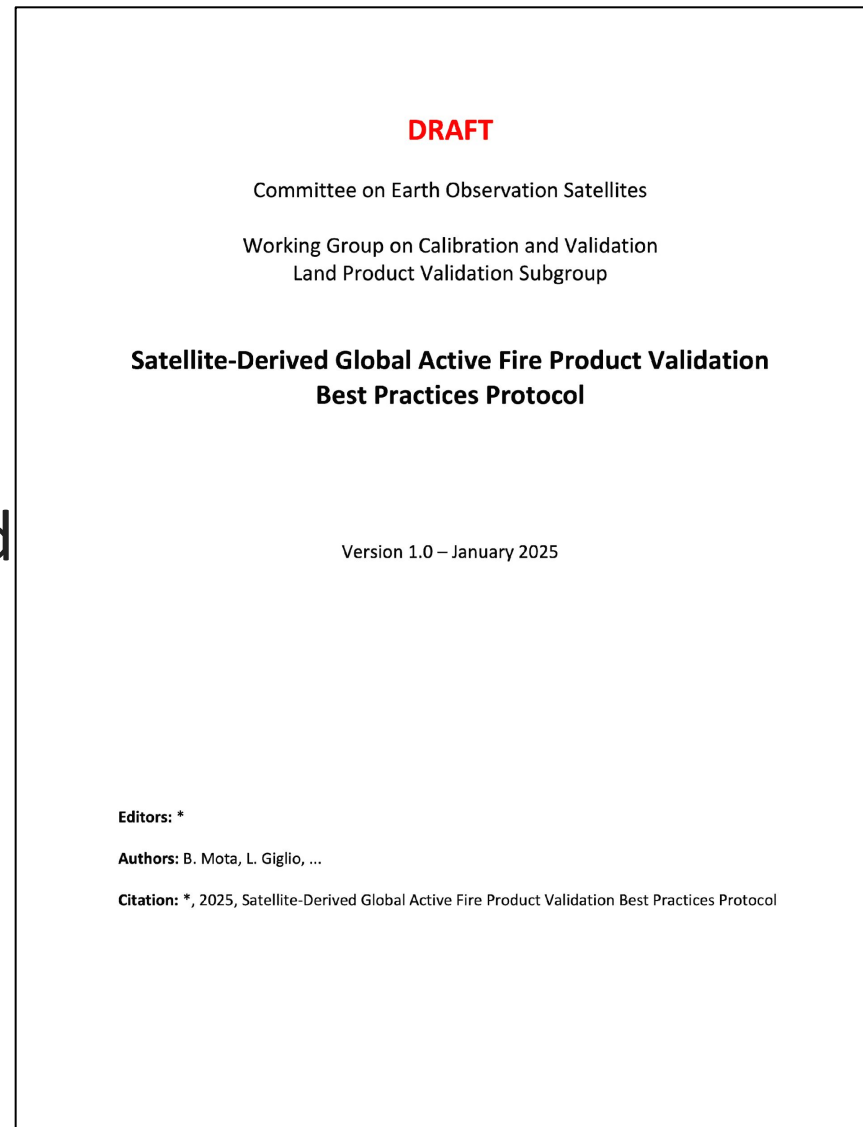 DRAFT
Committee on Earth Observation Satellites
Working Group on Calibration and Validation
Land Product Validation Subgroup
Satellite-Derived Global Active Fire Product Validation
Best Practices Protocol
d
Version 1.0 – January 2025
Editors: *
Authors: B. Mota, L. Giglio, ...
Citation: *, 2025, Satellite-Derived Global Active Fire Product Validation Best Practices Protocol